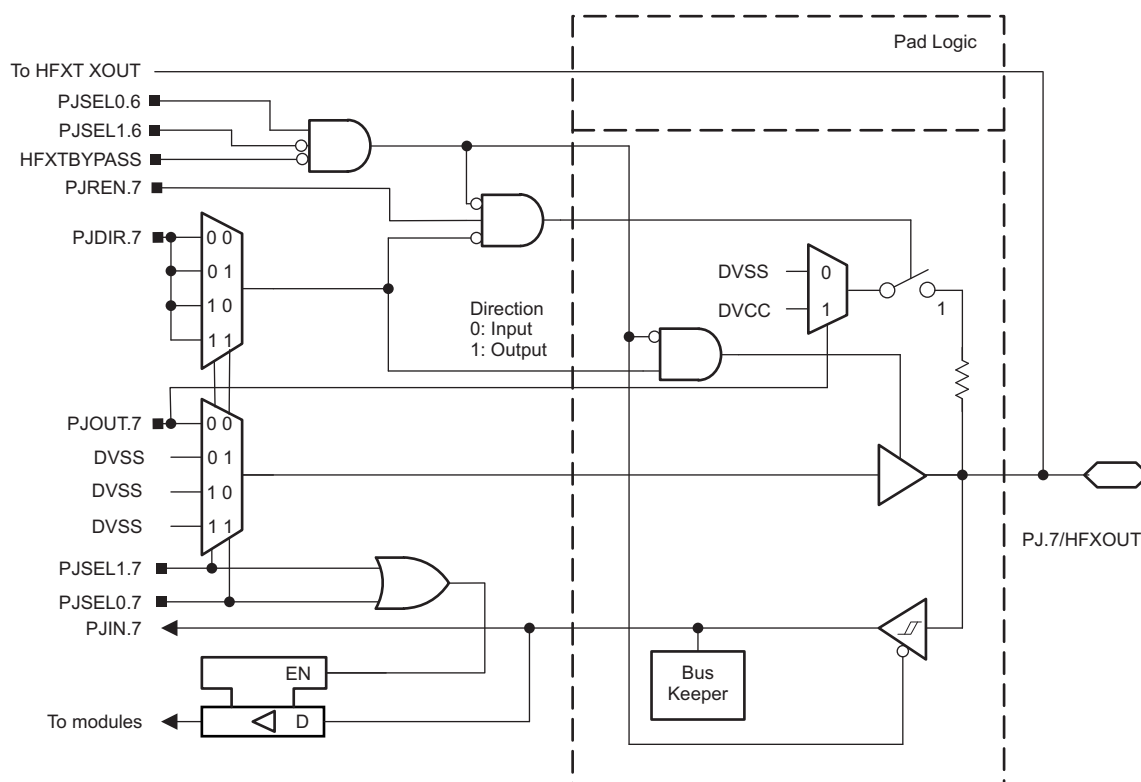 Pad Logic
To HFXT XOUT
PJSEL0.6
PJSEL1.6
HFXTBYPASS
PJREN.7
PJDIR.7
0 0
0 1
1 0
1 1
Direction
0: Input
1: Output
DVSS
0
DVCC
1
1
PJOUT.7
0 0
DVSS
0 1
DVSS
1 0
DVSS
1 1
PJ.7/HFXOUT
PJSEL1.7
PJSEL0.7
PJIN.7
Bus
Keeper
EN
To modules
D